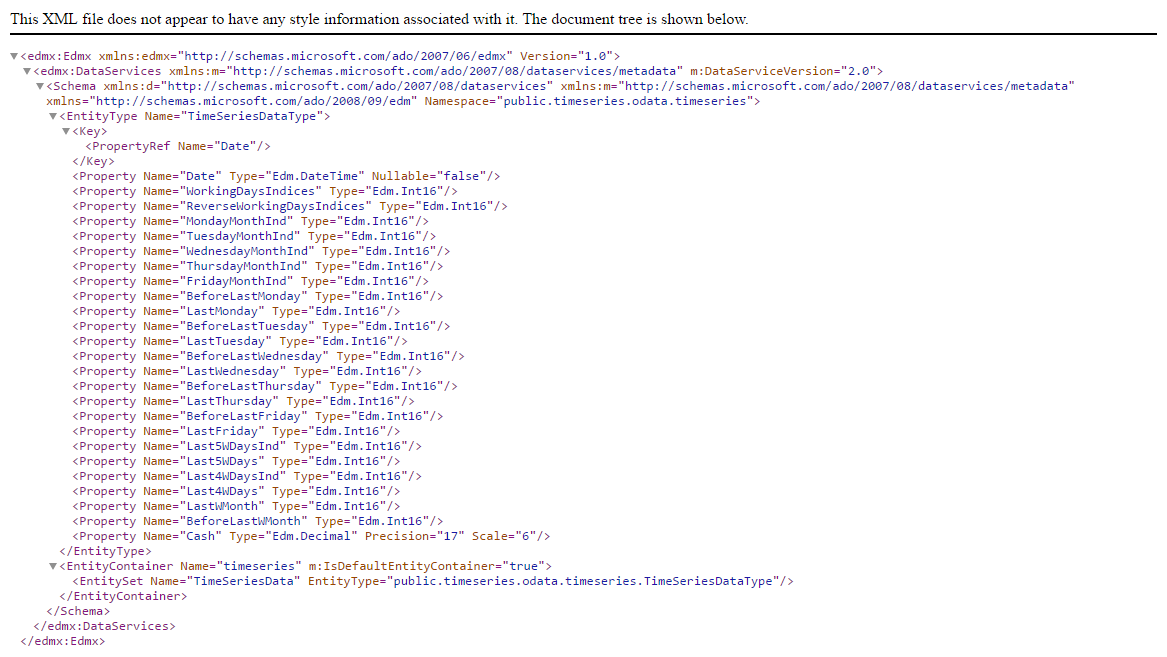 This XML file does not appear to have any style information associated with it. The document tree is shown below.
▼<edmx:Edmx xmlns:edmx="http://schemas.microsoft.com/ado/2007/06/edmx" Version="1.0">
▼<edmx:DataServices xmlns:m="http://schemas.microsoft.com/ado/2007/08/dataservices/metadata" m:DataServiceVersion="2.0">
▼<Schema xmlns:d="http://schemas.microsoft.com/ado/2007/08/dataservices" xmlns:m="http://schemas.microsoft.com/ado/2007/08/dataservices/metadata"
xmlns="http://schemas.microsoft.com/ado/2008/09/edm" Namespace="public.timeseries.odata.timeseries">
▼<EntityType Name="TimeSeriesDataType">
▼<Key>
<PropertyRef Name="Date"/>
</Key>
<Property Name="Date" Type="Edm.DateTime" Nullable="false"/>
<Property Name="WorkingDaysIndices" Type="Edm.Int16"/>
<Property Name="ReverseWorkingDaysIndices" Type="Edm.Int16"/>
<Property Name="MondayMonthInd" Type="Edm.Int16"/>
<Property Name="TuesdayMonthInd" Type="Edm.Int16"/>
<Property Name="WednesdayMonthInd" Type="Edm.Int16"/>
<Property Name="ThursdayMonthInd" Type="Edm.Int16"/>
<Property Name="FridayMonthInd" Type="Edm.Int16"/>
<Property Name="BeforeLastMonday" Type="Edm.Int16"/>
<Property Name="LastMonday" Type="Edm.Int16"/>
<Property Name="BeforeLastTuesday" Type="Edm.Int16"/>
<Property Name="LastTuesday" Type="Edm.Int16"/>
<Property Name="BeforeLastWednesday" Type="Edm.Int16"/>
<Property Name="LastWednesday" Type="Edm.Int16"/>
<Property Name="BeforeLastThursday" Type="Edm.Int16"/>
<Property Name="LastThursday" Type="Edm.Int16"/>
<Property Name="BeforeLastFriday" Type="Edm.Int16"/>
<Property Name="LastFriday" Type="Edm.Int16"/>
<Property Name="Last5WDaysInd" Type="Edm.Int16"/>
<Property Name="Last5WDays" Type="Edm.Int16"/>
<Property Name="Last4WDaysInd" Type="Edm.Int16"/>
<Property Name="Last4WDays" Type="Edm.Int16"/>
<Property Name="LastWMonth" Type="Edm.Int16"/>
<Property Name="BeforeLastWMonth" Type="Edm.Int16"/>
<Property Name="Cash" Type="Edm.Decimal" Precision="17" Scale="6"/>
</EntityType>
▼<EntityContainer Name="timeseries" m:IsDefaultEntityContainer="true">
<EntitySet Name="TimeSeriesData" EntityType="public.timeseries.odata.timeseries.TimeSeriesDataType"/>
</EntityContainer>
</Schema>
</edmx:DataServices>
</edmx:Edmx>